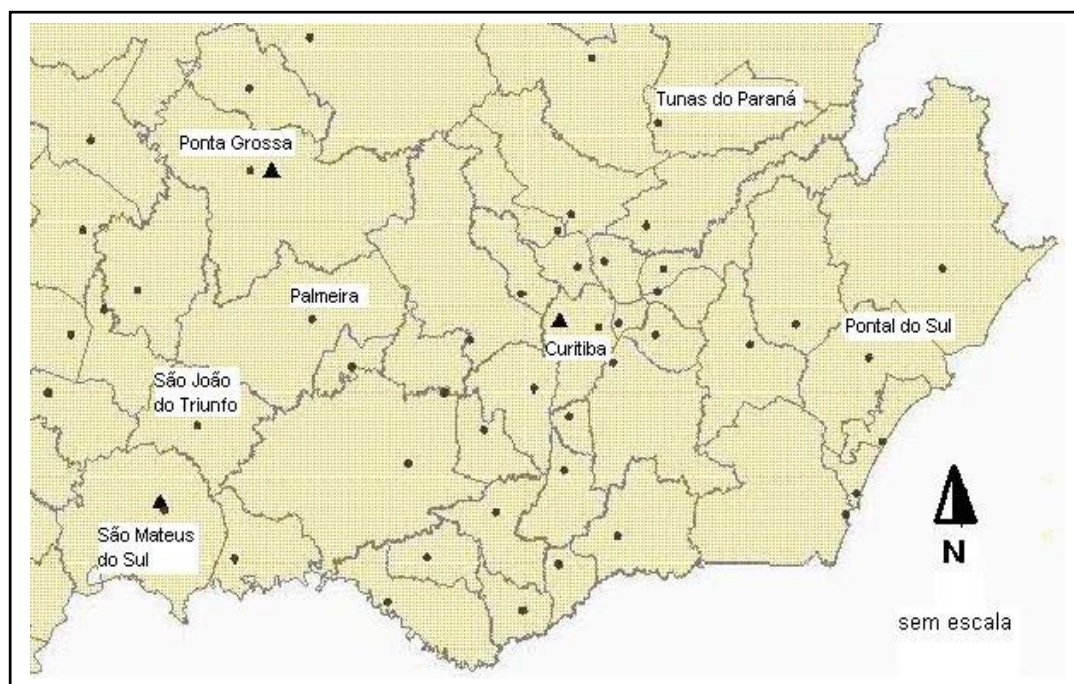 Tunas do Paraná
Ponta Grossa
Palmeira
Pontal do Sul
Curitiba
São João
do Triunfo
São Mateus
do Sul
N
sem escala